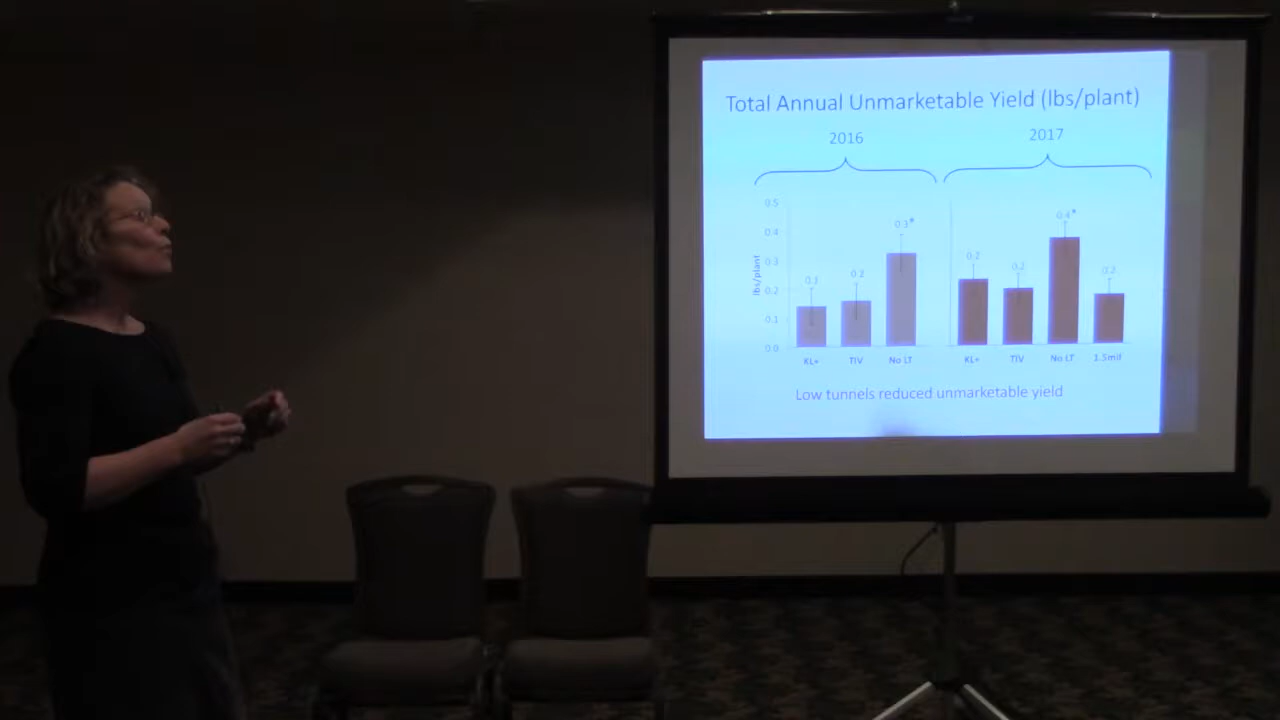 Total Annual Unmarketable Yield (lbs/plant)
2016
2017
0.5
0.4
0.3
0.2
0.1
0.0
lbs/plant
0.1
0.2
0.3*
0.2
0.2
0.4*
0.2
KL+
TIV
No LT
KL+
TIV
No LT
1.5mil
Low tunnels reduced unmarketable yield